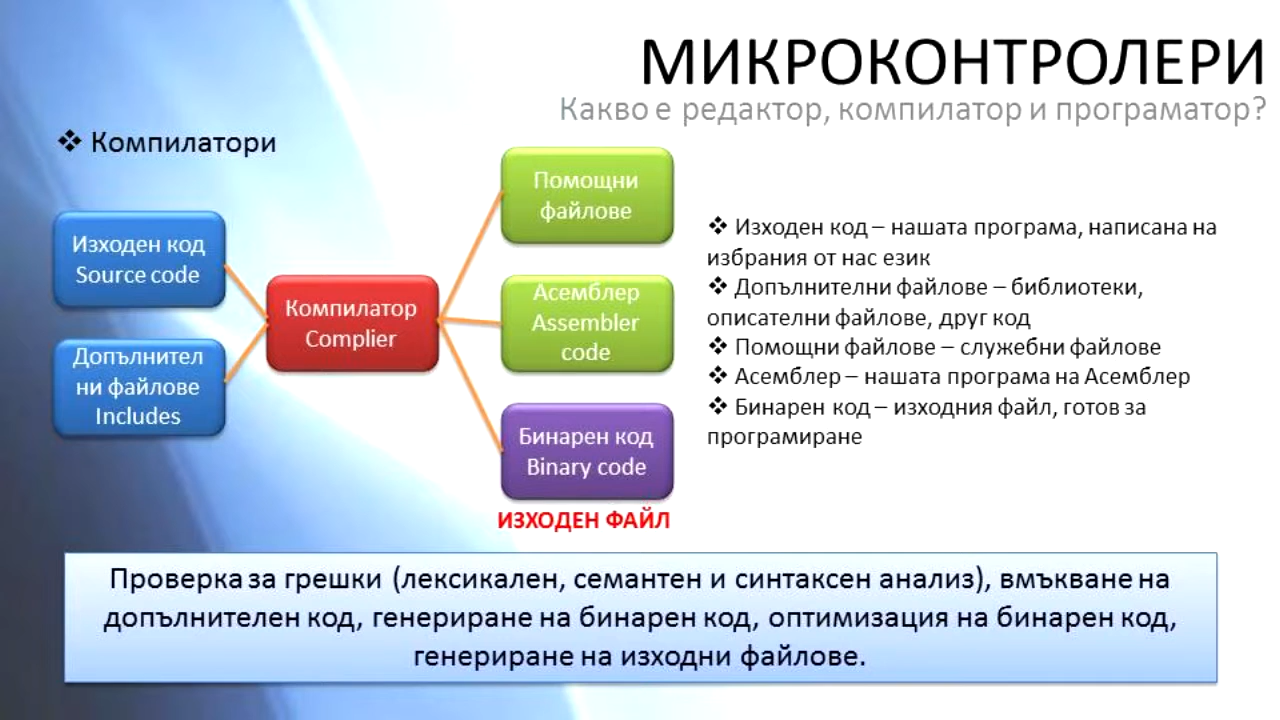 МИКРОКОНТРОЛЕРИ
Какво е редактор, компилатор и програматор?
❖ Компилатори
Изходен код
Source code
Допълнител
ни файлове
Includes
Компилатор
Complier
Помощни
файлове
Асемблер
Assembler
code
Бинарен код
Binary code
ИЗХОДЕН ФАЙЛ
❖ Изходен код – нашата програма, написана на
избрания от нас език
❖ Допълнителни файлове – библиотеки,
описателни файлове, друг код
❖ Помощни файлове – служебни файлове
❖ Асемблер – нашата програма на Асемблер
❖ Бинарен код – изходния файл, готов за
програмиране
Проверка за грешки (лексикален, семантен и синтаксен анализ), вмъкване на
допълнителен код, генериране на бинарен код, оптимизация на бинарен код,
генериране на изходни файлове.